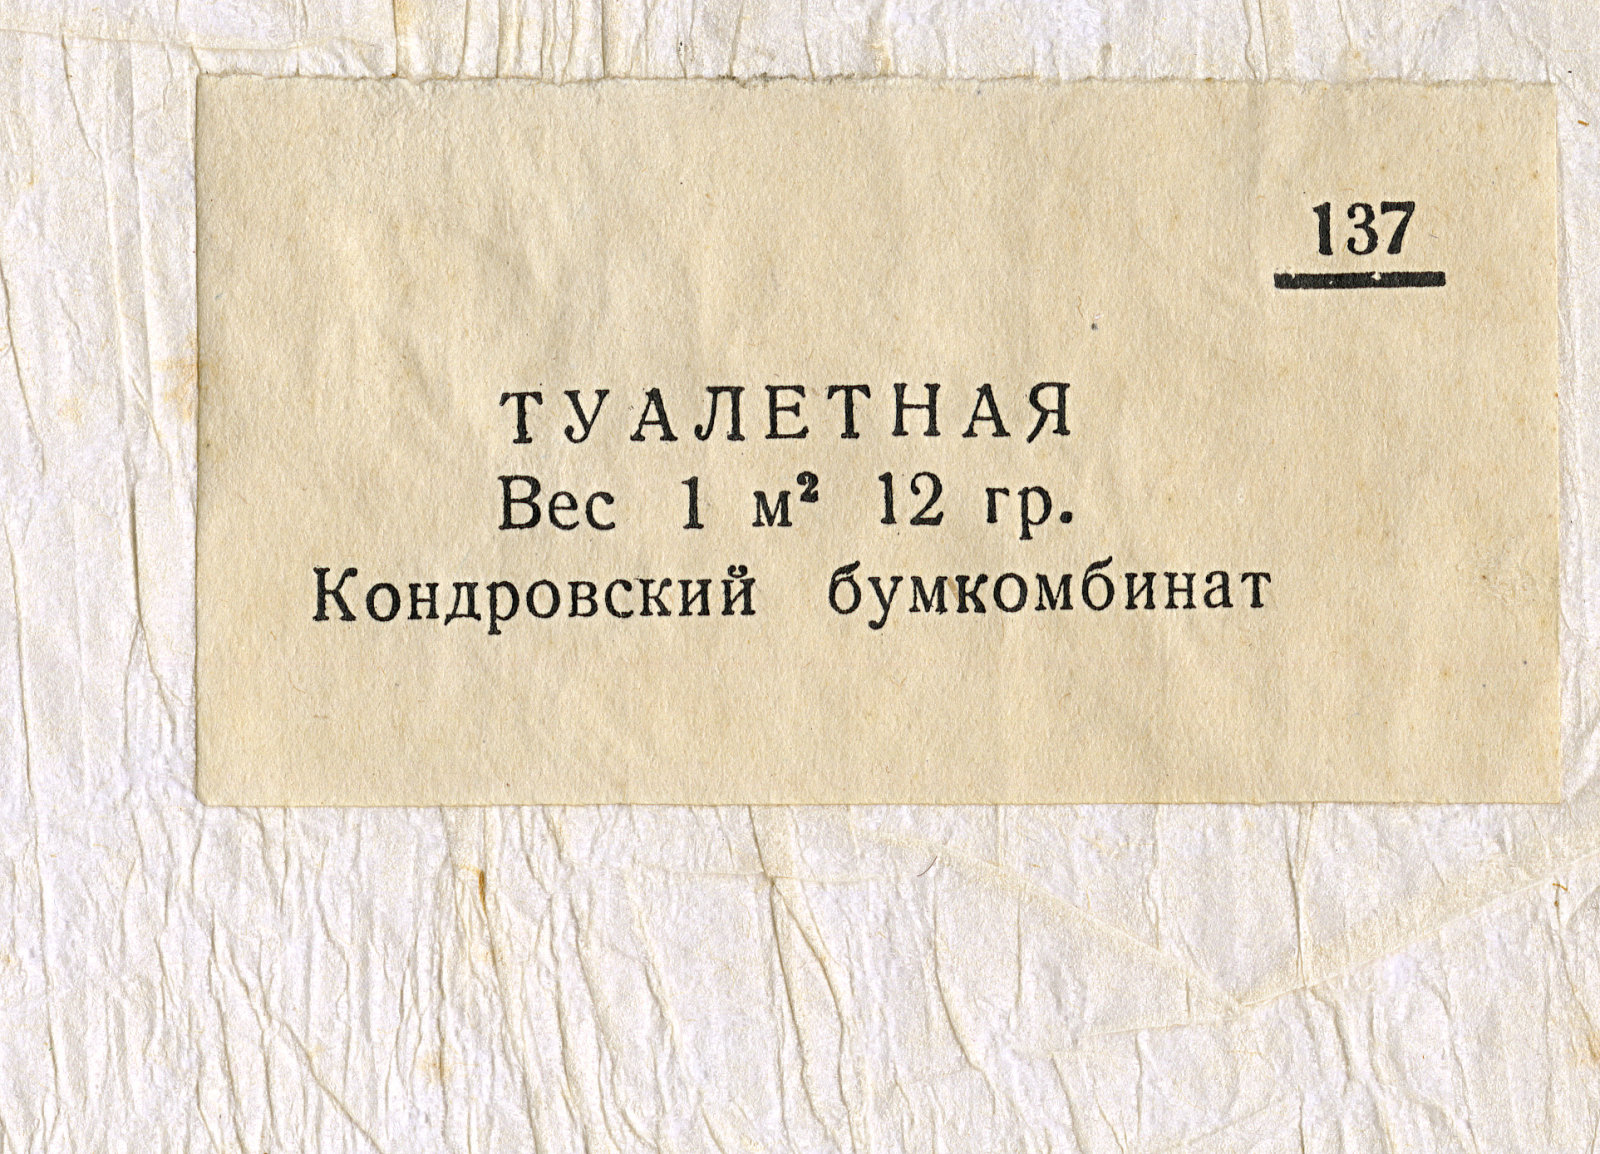 137
ТУАЛЕТНАЯ
Вес 1 м² 12 гр.
Кондровский бумкомбинат